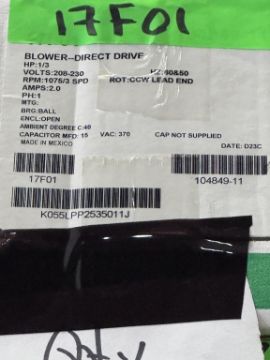 17F01
BLOWER--DIRECT DRIVE
HP:1/3
VOLTS:208-230 HZ:60&50
RPM:1075/3 SPD ROT:CCW LEAD END
AMPS:2.0
PH:1
MTG:
BRG:BALL
ENCL:OPEN
AMBIENT DEGREE C:40
CAPACITOR MFD: 15 VAC: 370 CAP NOT SUPPLIED
MADE IN MEXICO DATE: D23C
17F01 104849-11
K055LPP2535011J
Qty